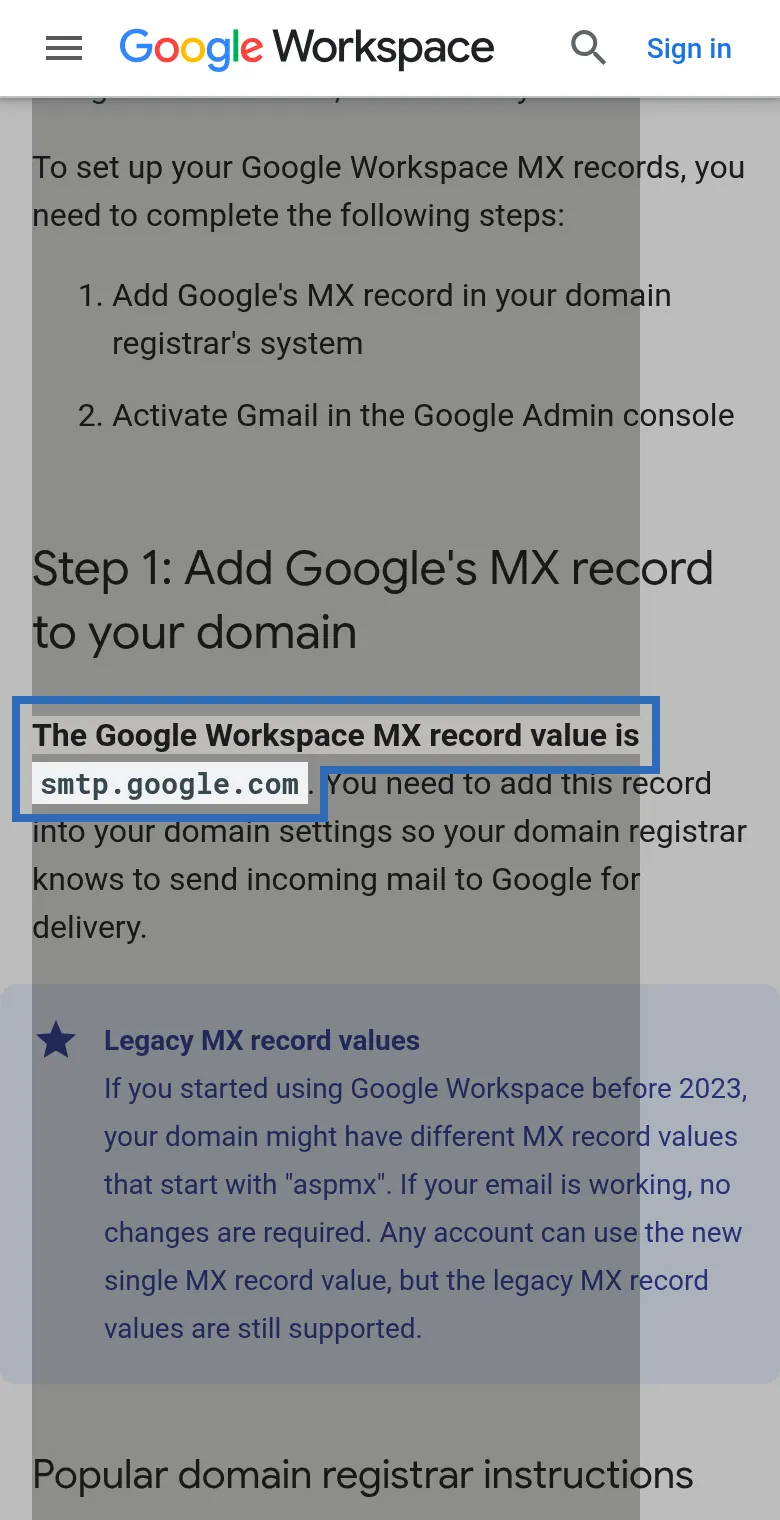 Google Workspace
Sign in
To set up your Google Workspace MX records, you
need to complete the following steps:
1. Add Google's MX record in your domain
registrar's system
2. Activate Gmail in the Google Admin console
Step 1: Add Google's MX record
to your domain
The Google Workspace MX record value is
smtp.google.com . You need to add this record
into your domain settings so your domain registrar
knows to send incoming mail to Google for
delivery.
Legacy MX record values
If you started using Google Workspace before 2023,
your domain might have different MX record values
that start with "aspmx". If your email is working, no
changes are required. Any account can use the new
single MX record value, but the legacy MX record
values are still supported.
Popular domain registrar instructions